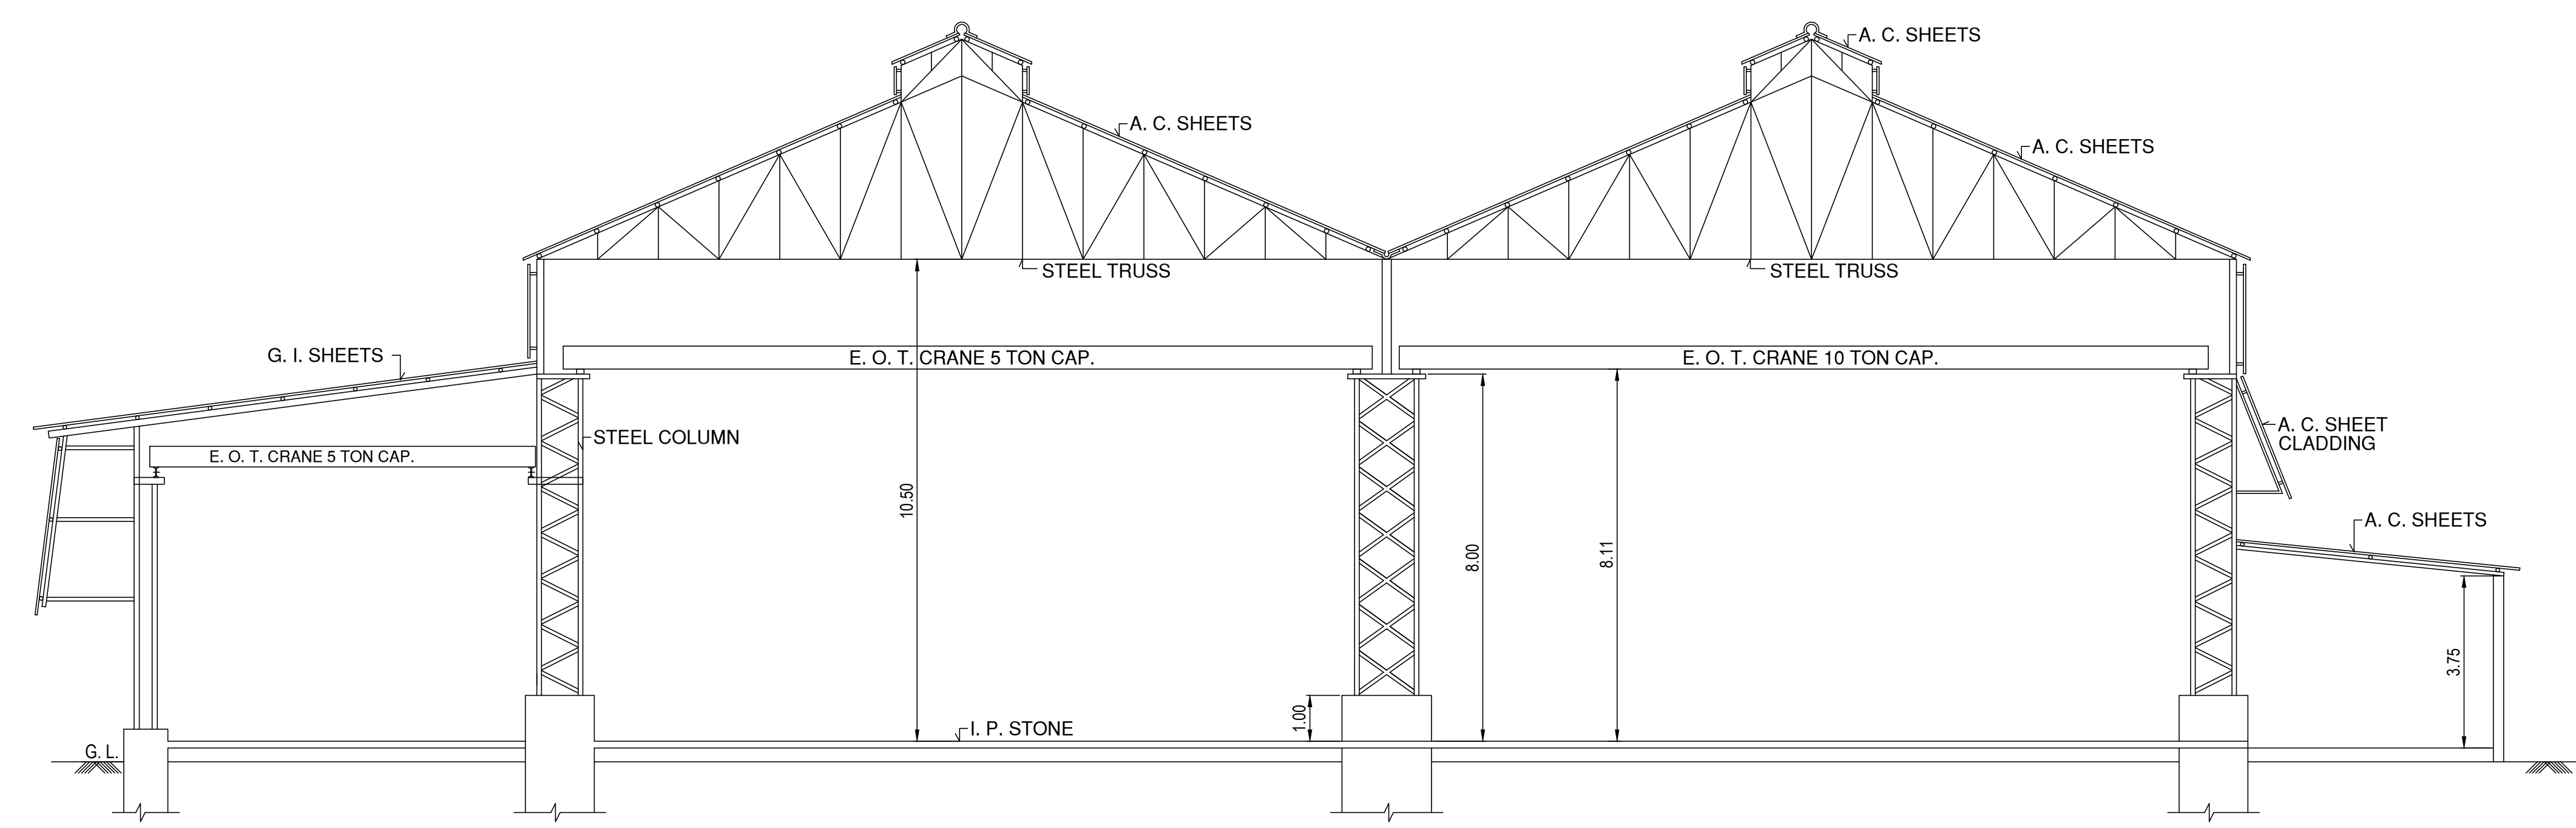 A. C. SHEETS
A. C. SHEETS
A. C. SHEETS
STEEL TRUSS
STEEL TRUSS
G. I. SHEETS
E. O. T. CRANE 5 TON CAP.
E. O. T. CRANE 10 TON CAP.
A. C. SHEET
CLADDING
STEEL COLUMN
E. O. T. CRANE 5 TON CAP.
10.50
A. C. SHEETS
8.00
8.11
3.75
1.00
I. P. STONE
G. L.